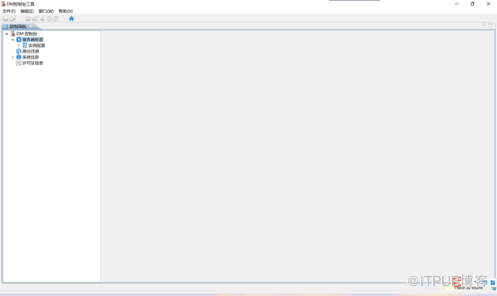 DM控制台工具
文件(F) 编辑(E) 窗口(W) 帮助(H)
控制导航
DM 控制台
服务器配置
实例配置
备份还原
系统信息
许可证信息
@ITPUB博客